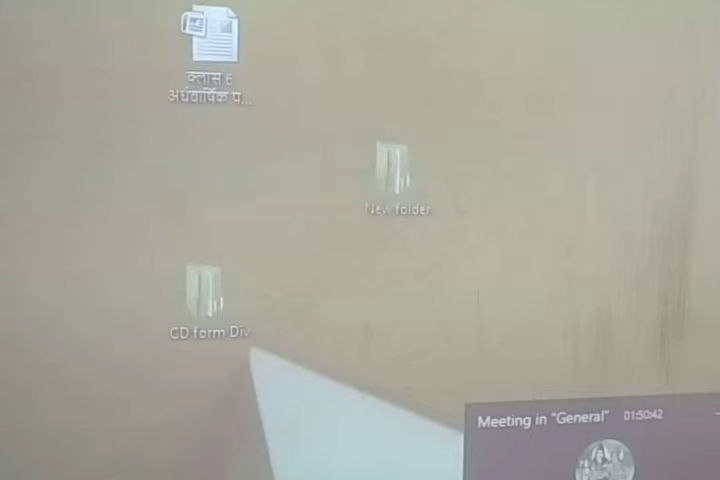 क्लास 6
अर्धवार्षिक प...
New folder
CD form Div
Meeting in "General" 01:50:42